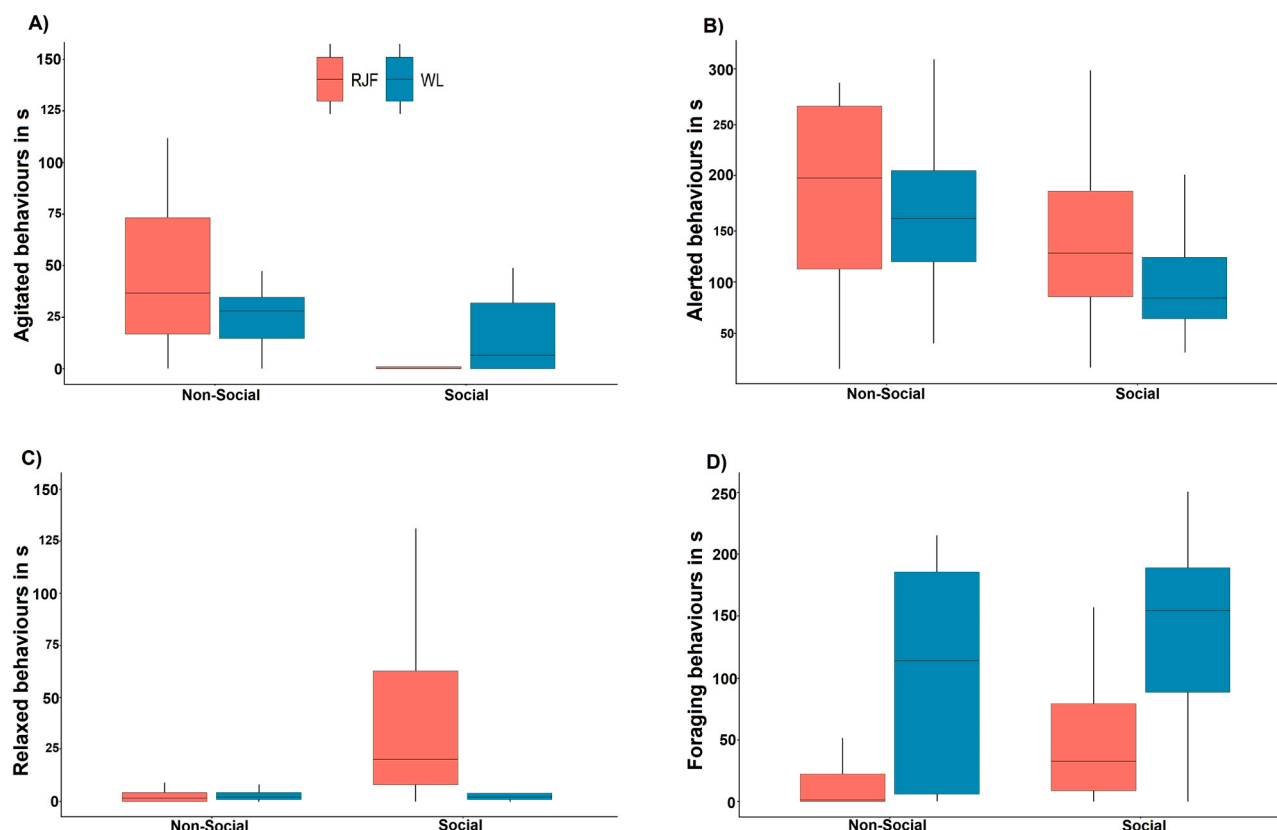 A)
Agitated behaviours in s
150
125
100
75
50
25
0
RJF WL
Non-Social Social
B)
Alerted behaviours in s
300
250
200
150
100
50
Non-Social Social
C)
Relaxed behaviours in s
150
125
100
75
50
25
0
Non-Social Social
D)
Foraging behaviours in s
250
200
150
100
50
0
Non-Social Social